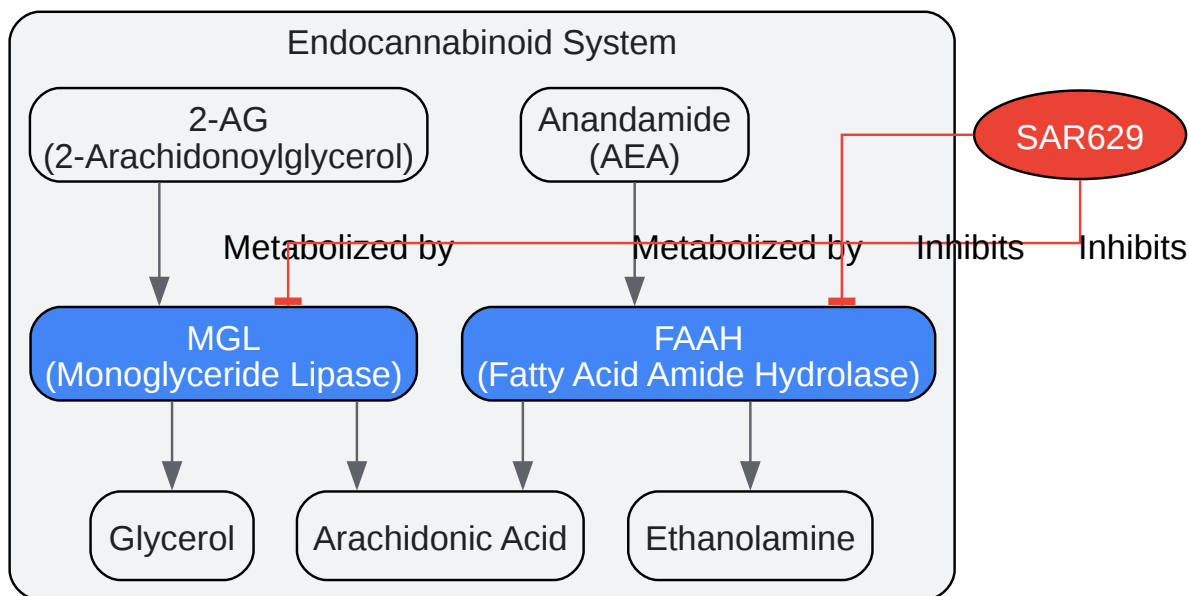 Endocannabinoid System
2-AG
(2-Arachidonoylglycerol)
Anandamide
(AEA)
SAR629
Metabolized by
Metabolized by
Inhibits
Inhibits
MGL
(Monoglyceride Lipase)
FAAH
(Fatty Acid Amide Hydrolase)
Glycerol
Arachidonic Acid
Ethanolamine